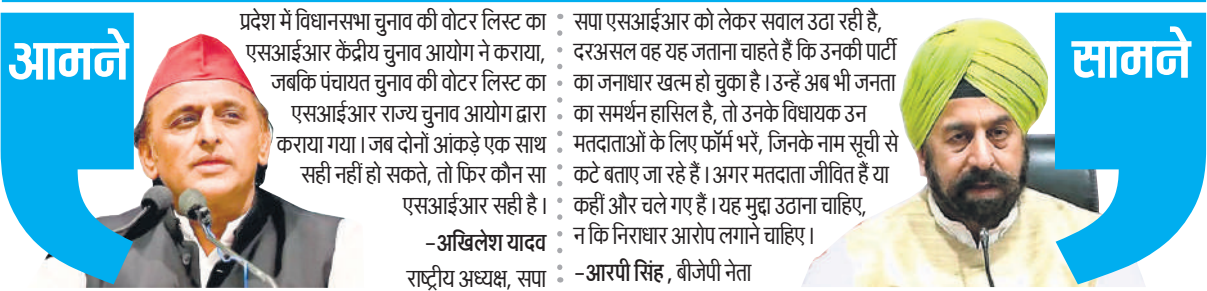 आमने
प्रदेश में विधानसभा चुनाव की वोटर लिस्ट का
एसआईआर केंद्रीय चुनाव आयोग ने कराया,
जबकि पंचायत चुनाव की वोटर लिस्ट का
एसआईआर राज्य चुनाव आयोग द्वारा
कराया गया। जब दोनों आंकड़े एक साथ
सही नहीं हो सकते, तो फिर कौन सा
एसआईआर सही है।
-अखिलेश यादव
राष्ट्रीय अध्यक्ष, सपा
सपा एसआईआर को लेकर सवाल उठा रही है,
दरअसल वह यह जताना चाहते हैं कि उनकी पार्टी
का जनाधार खत्म हो चुका है। उन्हें अब भी जनता
का समर्थन हासिल है, तो उनके विधायक उन
मतदाताओं के लिए फॉर्म भरें, जिनके नाम सूची से
कटे बताए जा रहे हैं। अगर मतदाता जीवित हैं या
कहीं और चले गए हैं। यह मुद्दा उठाना चाहिए,
न कि निराधार आरोप लगाने चाहिए।
-आरपी सिंह, बीजेपी नेता
सामने